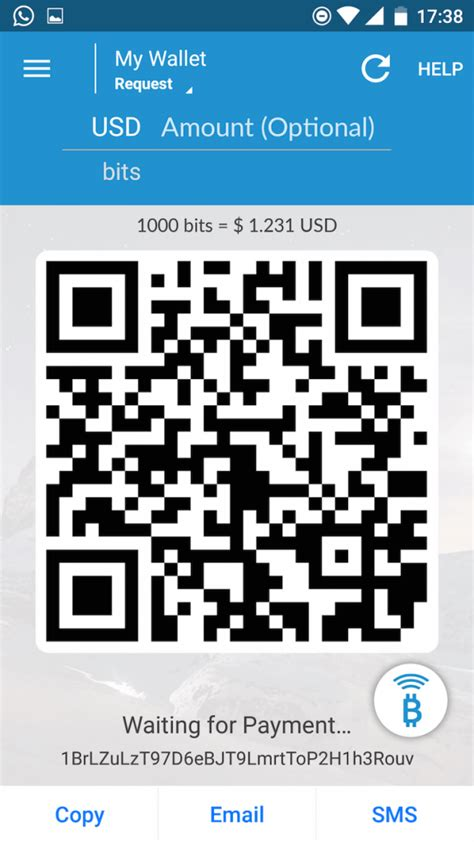 17:38
My Wallet
Request
HELP
USD Amount (Optional)
bits
1000 bits = $ 1.231 USD
Waiting for Payment...
1BrLZuLzT97D6eBJT9LmrtToP2H1h3Rouv
Copy
Email
SMS